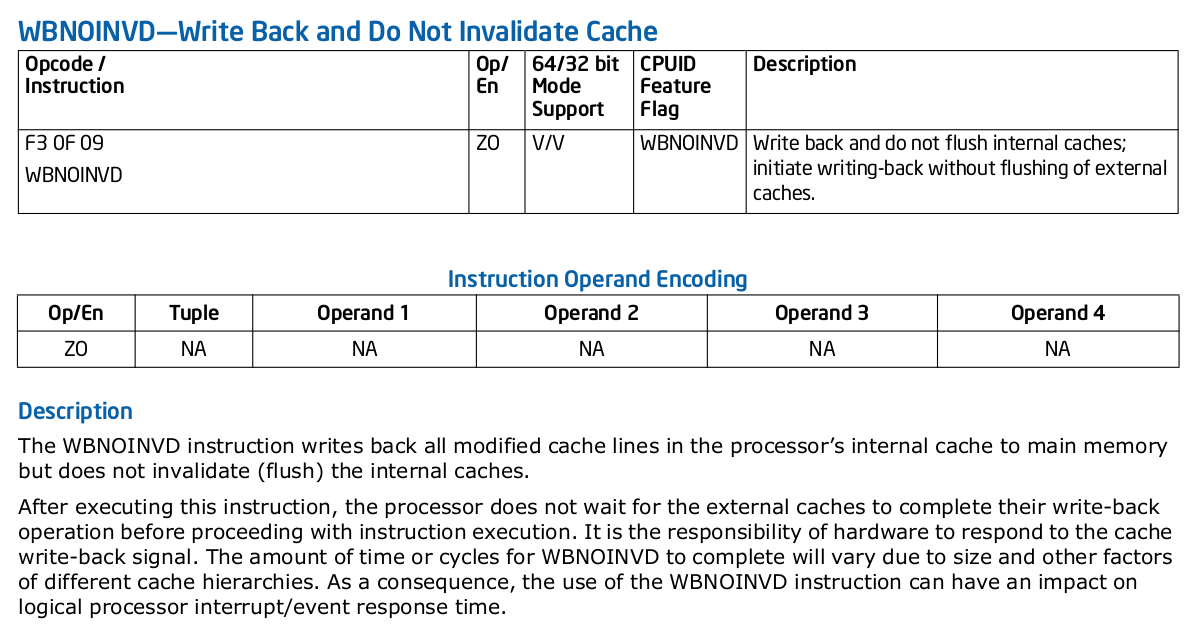 WBNOINVD—Write Back and Do Not Invalidate Cache
Opcode / Instruction Op/ En 64/32 bit Mode Support CPUID Feature Flag Description
F3 0F 09 ZO V/V WBNOINVD Write back and do not flush internal caches;
WBNOINVD initiate writing-back without flushing of external
caches.
Instruction Operand Encoding
Op/En Tuple Operand 1 Operand 2 Operand 3 Operand 4
ZO NA NA NA NA NA
Description
The WBNOINVD instruction writes back all modified cache lines in the processor’s internal cache to main memory
but does not invalidate (flush) the internal caches.
After executing this instruction, the processor does not wait for the external caches to complete their write-back
operation before proceeding with instruction execution. It is the responsibility of hardware to respond to the cache
write-back signal. The amount of time or cycles for WBNOINVD to complete will vary due to size and other factors
of different cache hierarchies. As a consequence, the use of the WBNOINVD instruction can have an impact on
logical processor interrupt/event response time.